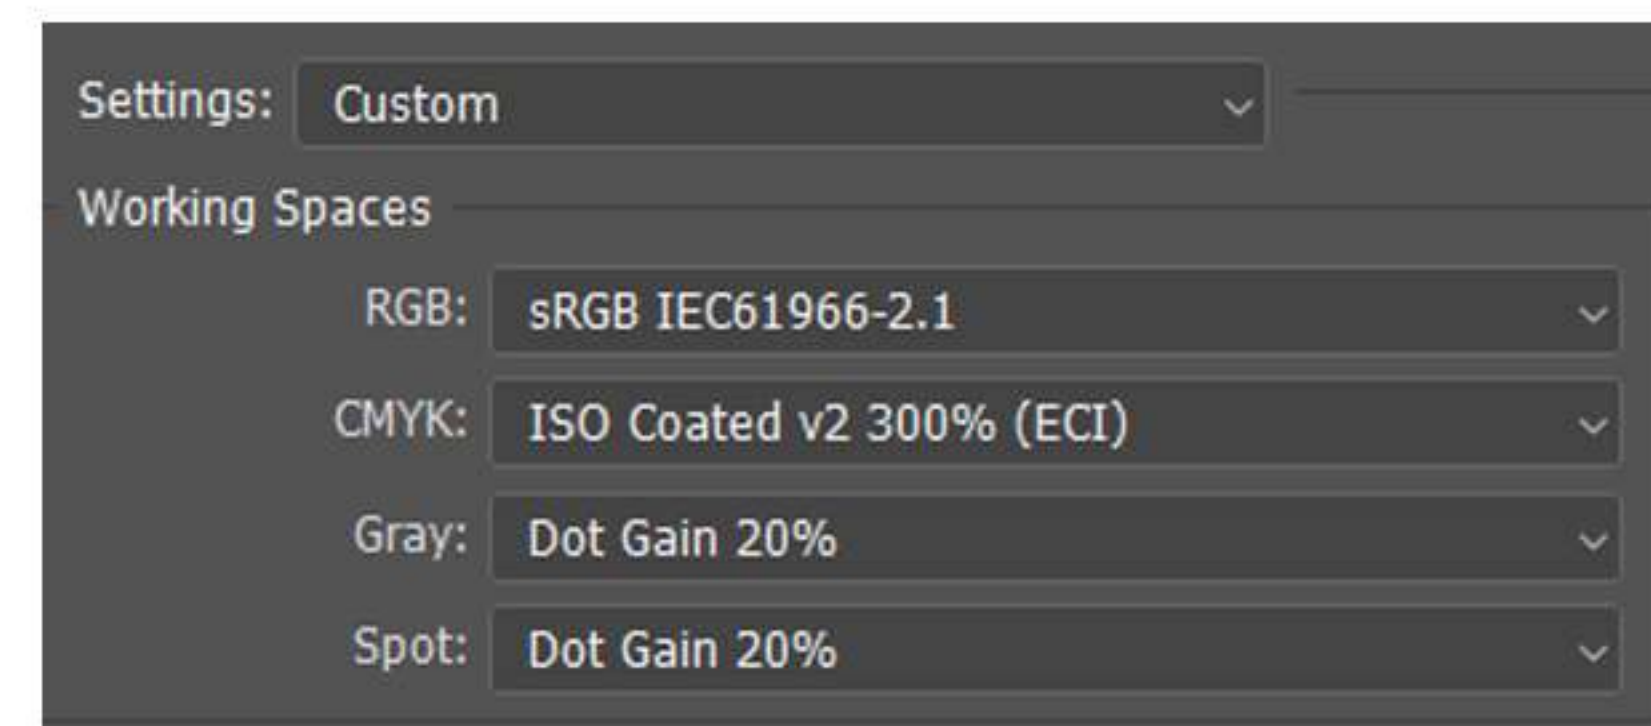 Settings: Custom
Working Spaces
RGB: sRGB IEC61966-2.1
CMYK: ISO Coated v2 300% (ECI)
Gray: Dot Gain 20%
Spot: Dot Gain 20%